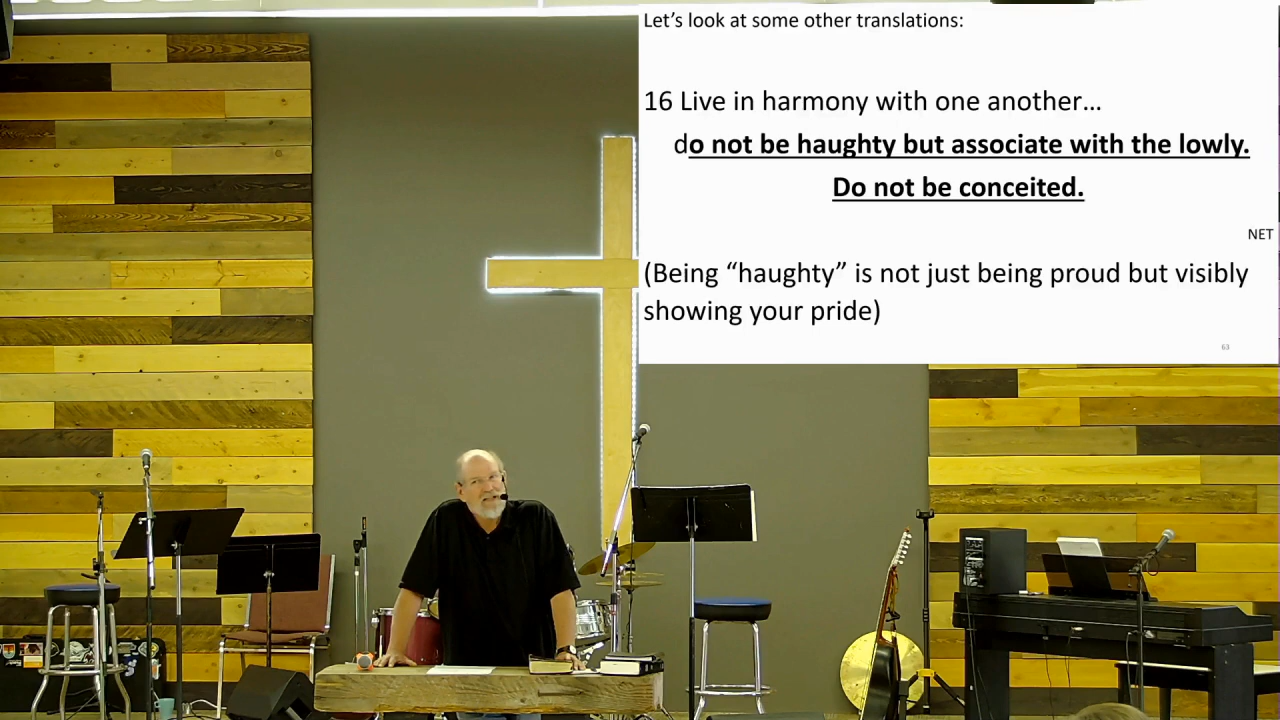 Let's look at some other translations:
16 Live in harmony with one another…
do not be haughty but associate with the lowly.
Do not be conceited.
NET
(Being “haughty” is not just being proud but visibly
showing your pride)
63